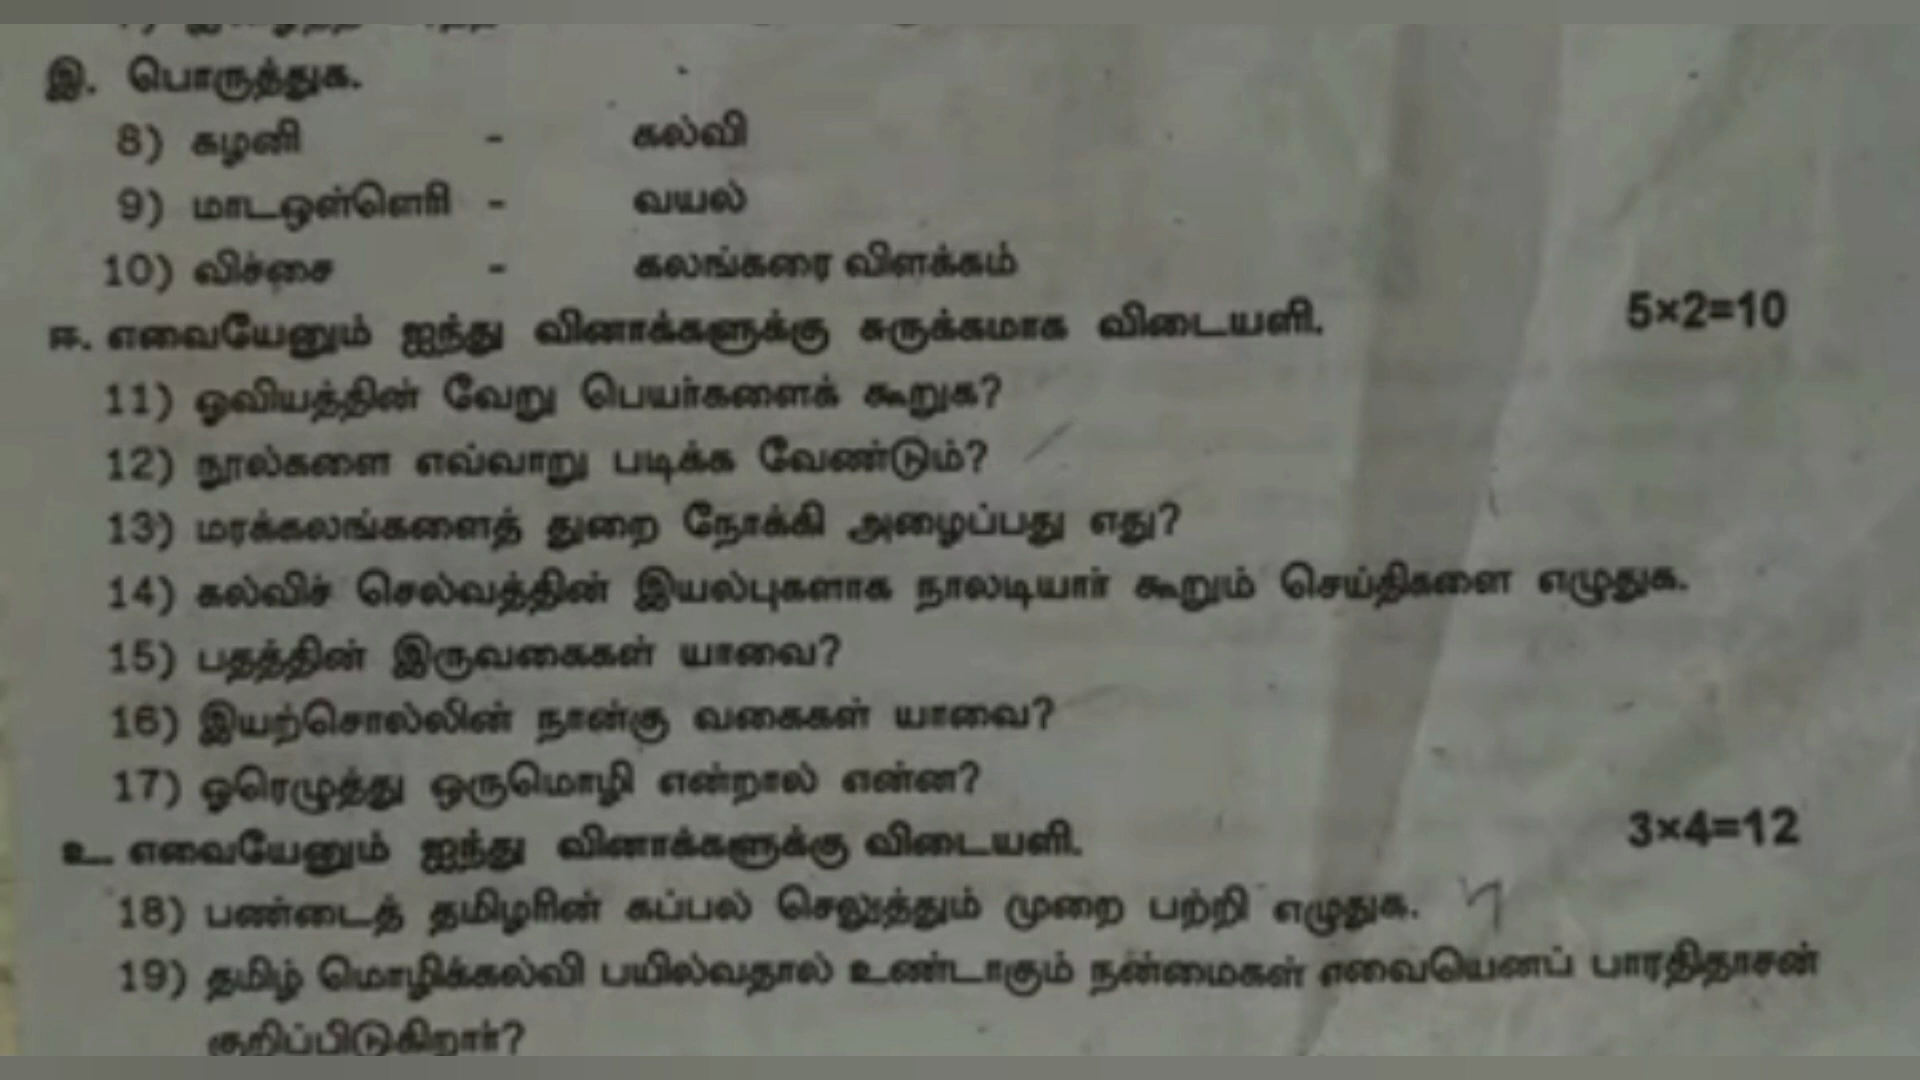 இ. பொருத்துக.
8) கழனி - கல்வி
9) மாடஒள்ளெரி - வயல்
10) விச்சை - கலங்கரை விளக்கம்
ஈ. எவையேனும் ஐந்து வினாக்களுக்கு சுருக்கமாக விடையளி. 5×2=10
11) ஓவியத்தின் வேறு பெயர்களைக் கூறுக?
12) நூல்களை எவ்வாறு படிக்க வேண்டும்?
13) மரக்கலங்களைத் துறை நோக்கி அழைப்பது எது?
14) கல்விச் செல்வத்தின் இயல்புகளாக நாலடியார் கூறும் செய்திகளை எழுதுக.
15) பதத்தின் இருவகைகள் யாவை?
16) இயற்சொல்லின் நான்கு வகைகள் யாவை?
17) ஓரெழுத்து ஒருமொழி என்றால் என்ன?
உ. எவையேனும் ஐந்து வினாக்களுக்கு விடையளி. 3×4=12
18) பண்டைத் தமிழரின் கப்பல் செலுத்தும் முறை பற்றி எழுதுக.
19) தமிழ் மொழிக்கல்வி பயில்வதால் உண்டாகும் நன்மைகள் எவையெனப் பாரதிதாசன்
குறிப்பிடுகிறார்?